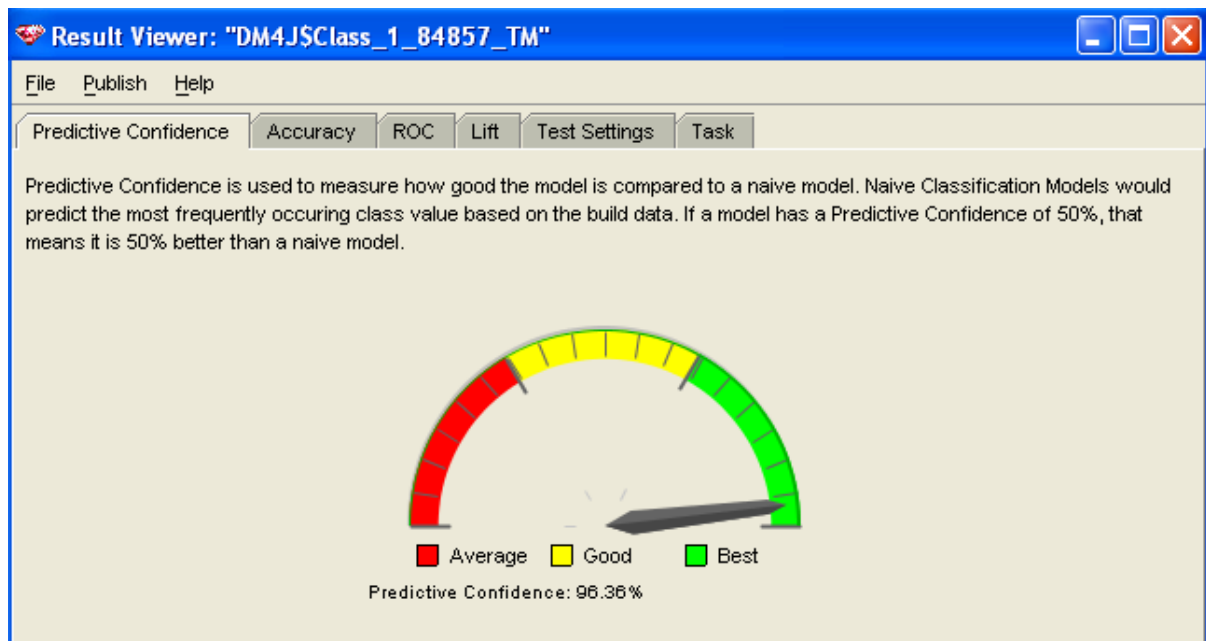 Result Viewer: "DM4J$Class_1_84857_TM"
File Publish Help
Predictive Confidence Accuracy ROC Lift Test Settings Task
Predictive Confidence is used to measure how good the model is compared to a naive model. Naive Classification Models would
predict the most frequently occuring class value based on the build data. If a model has a Predictive Confidence of 50%, that
means it is 50% better than a naive model.
Average Good Best
Predictive Confidence: 96.36%